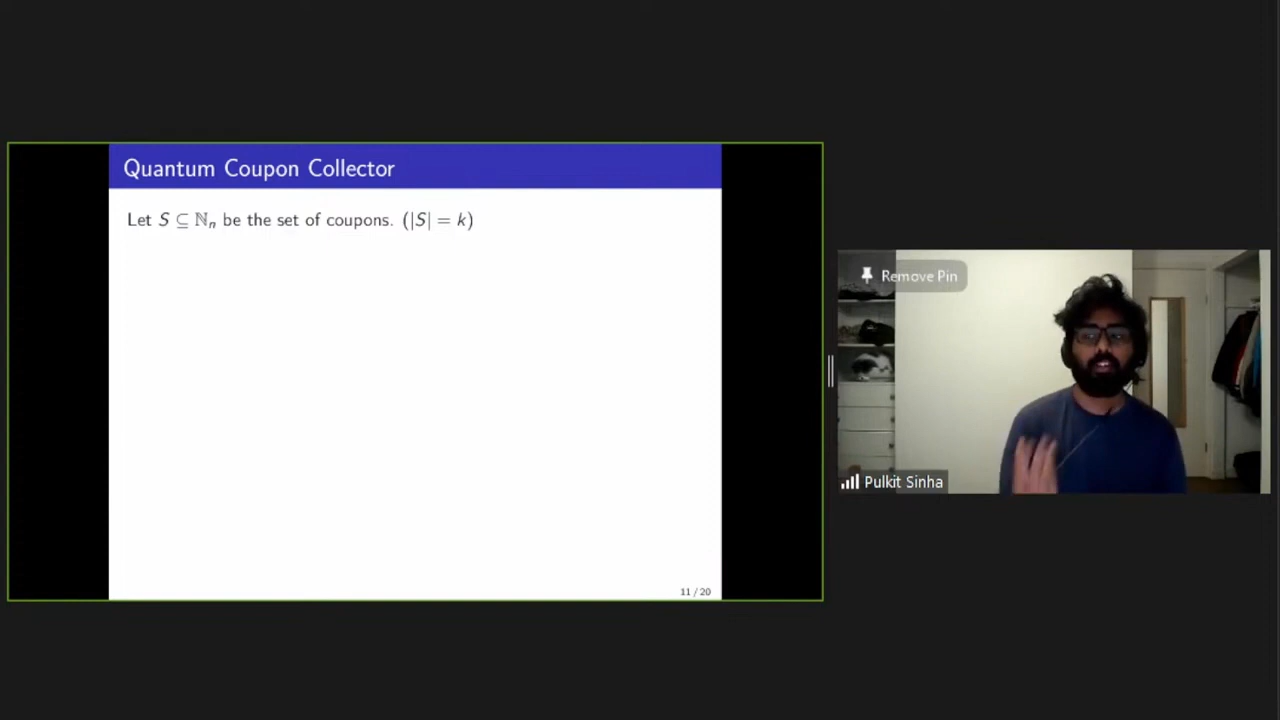 Quantum Coupon Collector
Let S ⊆ ℕₙ be the set of coupons. (|S| = k)
11 / 20
Remove Pin
Pulkit Sinha